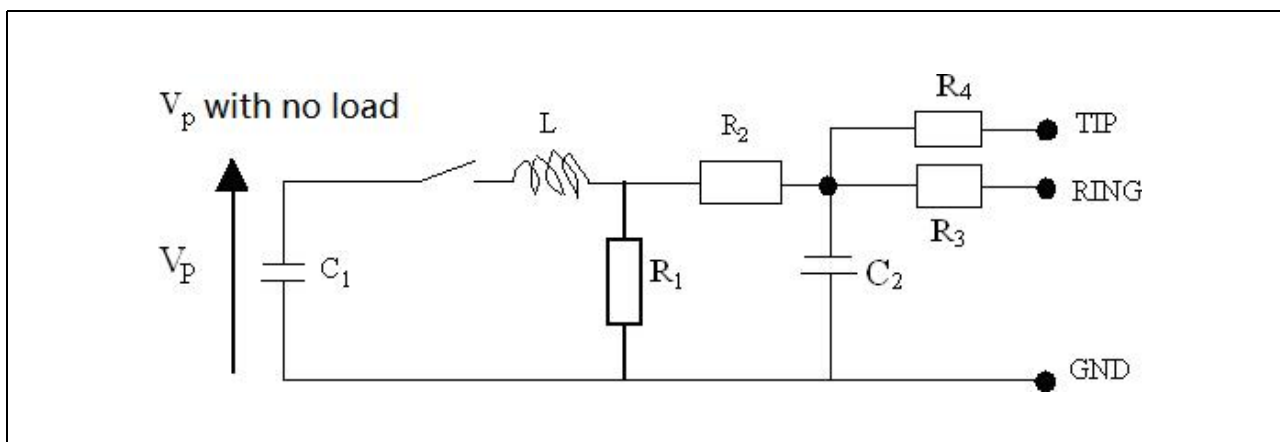 Vp with no load
R4
TIP
L
R2
RING
R3
VP
C1
R1
C2
GND